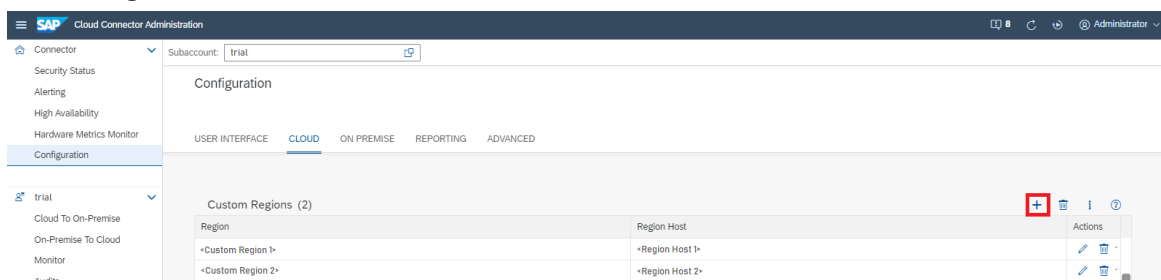 SAP Cloud Connector Administration 8 Administrator
Connector
Security Status
Alerting
High Availability
Hardware Metrics Monitor
Configuration
trial
Cloud To On-Premise
On-Premise To Cloud
Monitor
Subaccount: trial
Configuration
USER INTERFACE CLOUD ON PREMISE REPORTING ADVANCED
Custom Regions (2)
Region Region Host Actions
<Custom Region 1> <Region Host 1>
<Custom Region 2> <Region Host 2>